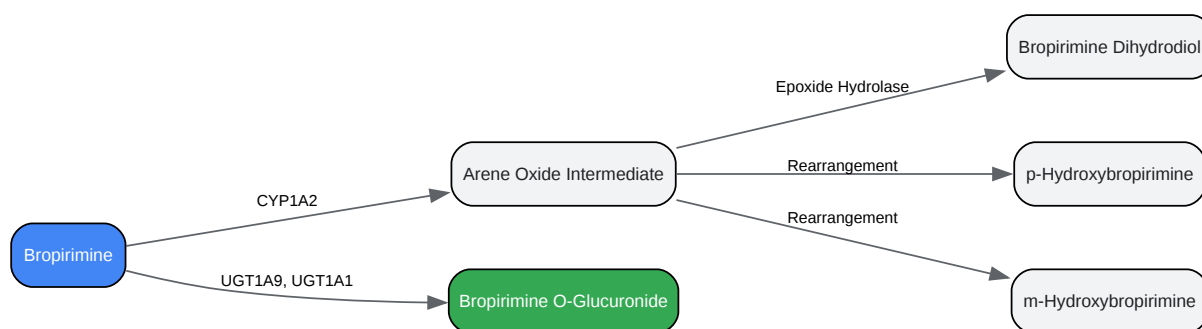 Bropirimine Dihydrodiol
Epoxide Hydrolase
Arene Oxide Intermediate
Rearrangement
p-Hydroxybropirimine
CYP1A2
Rearrangement
Bropirimine
UGT1A9, UGT1A1
Bropirimine O-Glucuronide
m-Hydroxybropirimine